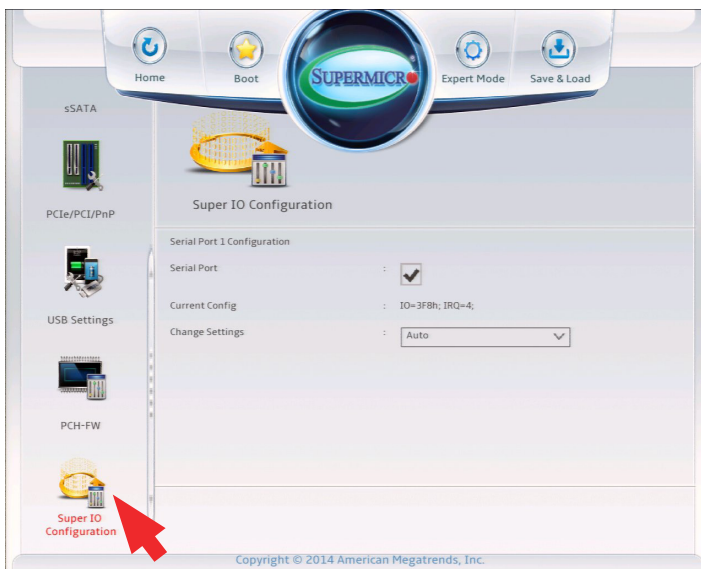 Home
Boot
SUPERMICRO
Expert Mode
Save & Load
sSATA
PCIe/PCI/PnP
USB Settings
PCH-FW
Super IO
Configuration
Super IO Configuration
Serial Port 1 Configuration
Serial Port :
Current Config : IO=3F8h; IRQ=4;
Change Settings : Auto
Copyright © 2014 American Megatrends, Inc.